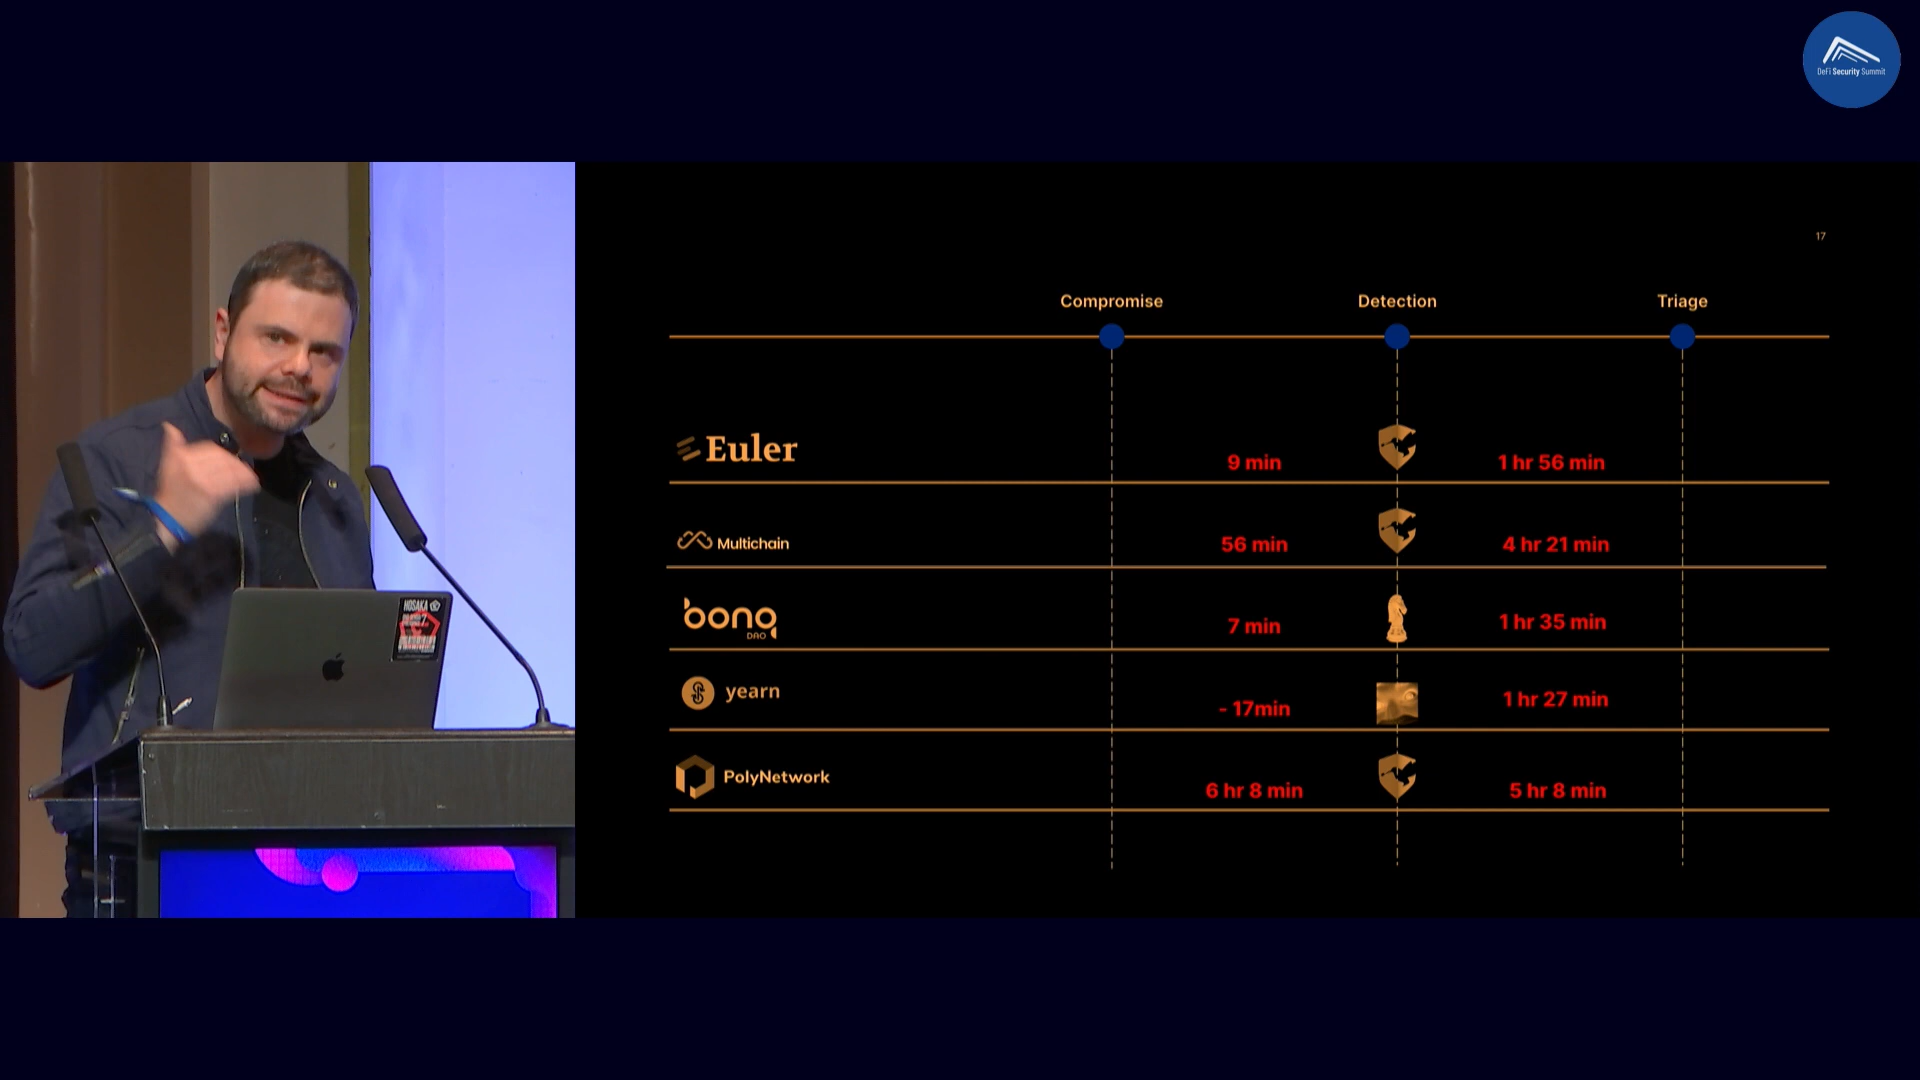 DeFi Security Summit
17
Compromise Detection Triage
Euler 9 min 1 hr 56 min
Multichain 56 min 4 hr 21 min
bonq DAO 7 min 1 hr 35 min
yearn - 17min 1 hr 27 min
PolyNetwork 6 hr 8 min 5 hr 8 min
HOSAKA